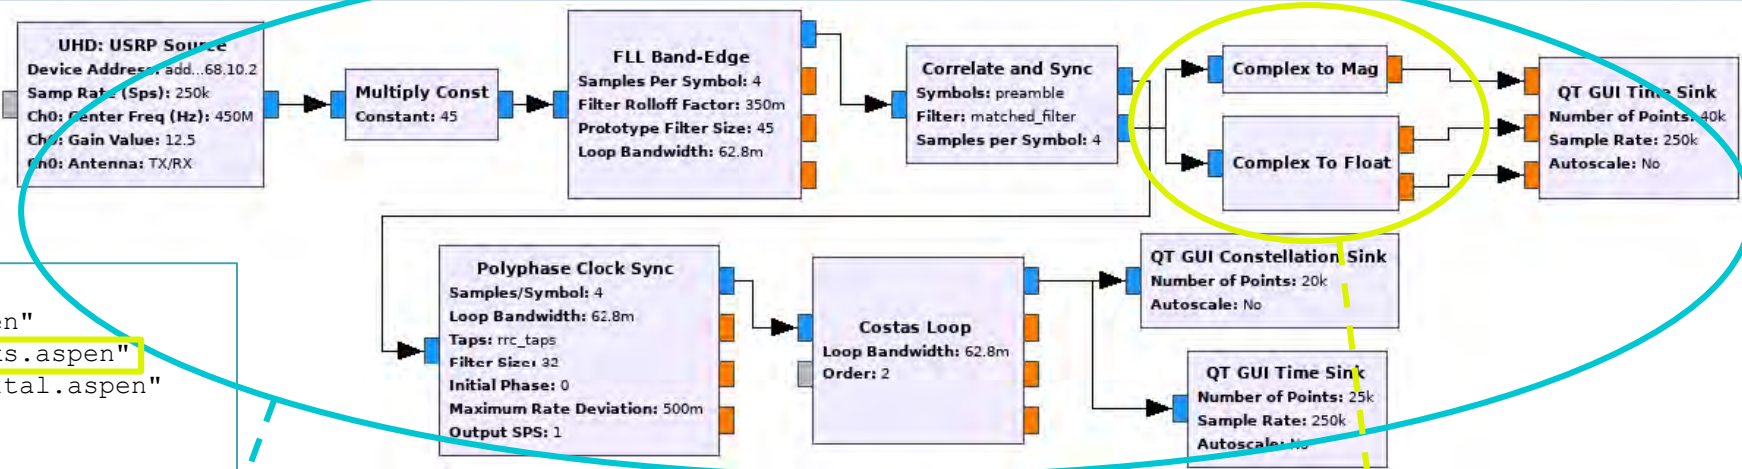 UHD: USRP Source
Device Address: add...68.10.2
Samp Rate (Sps): 250k
Ch0: Center Freq (Hz): 450M
Ch0: Gain Value: 12.5
Ch0: Antenna: TX/RX
Multiply Const
Constant: 45
FLL Band-Edge
Samples Per Symbol: 4
Filter Rolloff Factor: 350m
Prototype Filter Size: 45
Loop Bandwidth: 62.8m
Correlate and Sync
Symbols: preamble
Filter: matched_filter
Samples per Symbol: 4
Complex to Mag
Complex To Float
QT GUI Time Sink
Number of Points: 40k
Sample Rate: 250k
Autoscale: No
en"
ks.aspen"
tal.aspen"
Polyphase Clock Sync
Samples/Symbol: 4
Loop Bandwidth: 62.8m
Taps: rrc_taps
Filter Size: 32
Initial Phase: 0
Maximum Rate Deviation: 500m
Output SPS: 1
Costas Loop
Loop Bandwidth: 62.8m
Order: 2
QT GUI Constellation Sink
Number of Points: 20k
Autoscale: No
QT GUI Time Sink
Number of Points: 25k
Sample Rate: 250k
Autoscale: No